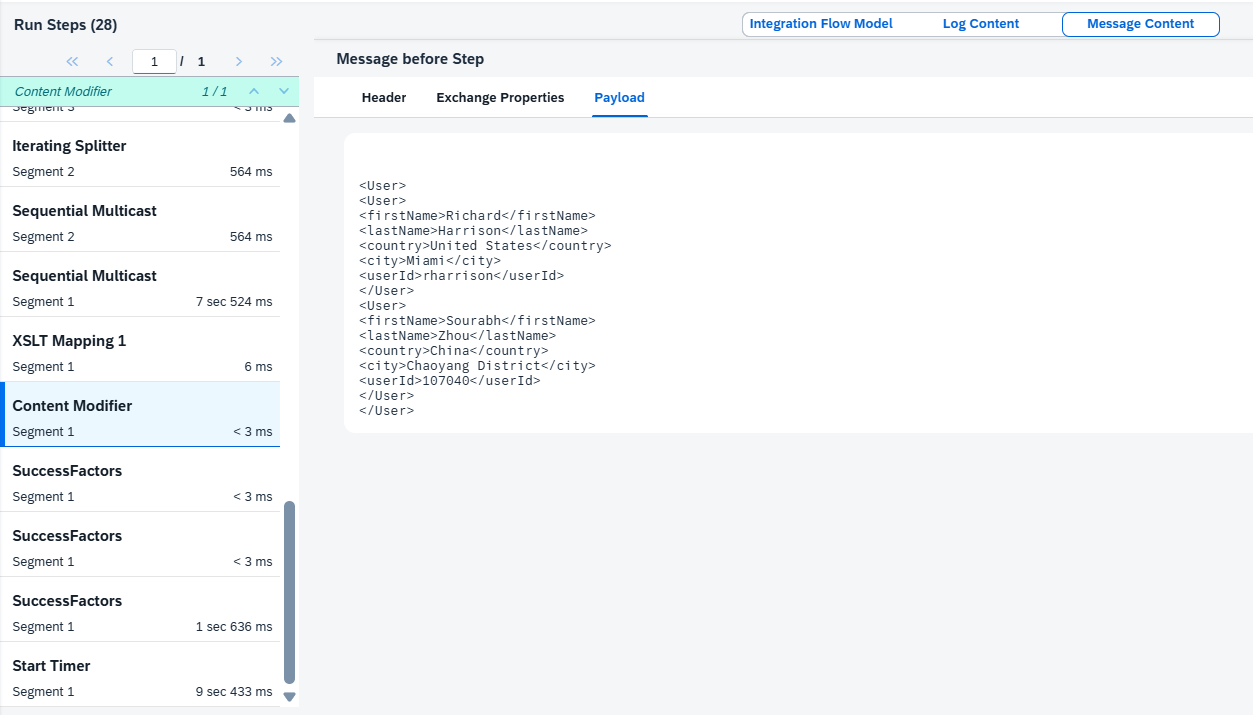 Run Steps (28)
1 / 1
Content Modifier 1 / 1
Segment 3 < 3 ms
Iterating Splitter
Segment 2 564 ms
Sequential Multicast
Segment 2 564 ms
Sequential Multicast
Segment 1 7 sec 524 ms
XSLT Mapping 1
Segment 1 6 ms
Content Modifier
Segment 1 < 3 ms
SuccessFactors
Segment 1 < 3 ms
SuccessFactors
Segment 1 < 3 ms
SuccessFactors
Segment 1 1 sec 636 ms
Start Timer
Segment 1 9 sec 433 ms
Integration Flow Model Log Content Message Content
Message before Step
Header Exchange Properties Payload
<User>
<User>
<firstName>Richard</firstName>
<lastName>Harrison</lastName>
<country>United States</country>
<city>Miami</city>
<userId>rharrison</userId>
</User>
<User>
<firstName>Sourabh</firstName>
<lastName>Zhou</lastName>
<country>China</country>
<city>Chaoyang District</city>
<userId>107040</userId>
</User>
</User>